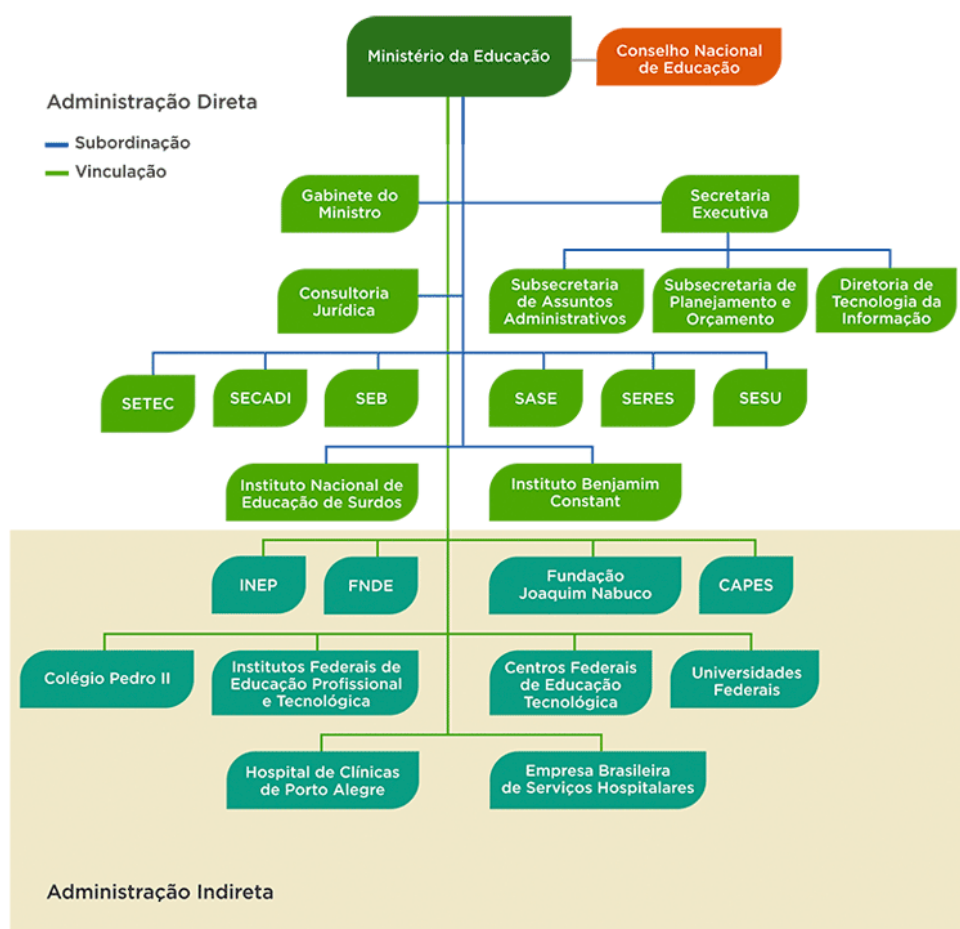 Ministério da Educação
Conselho Nacional
de Educação
Administração Direta
Subordinação
Vinculação
Gabinete do
Ministro
Secretaria
Executiva
Consultoria
Jurídica
Subsecretaria
de Assuntos
Administrativos
Subsecretaria de
Planejamento e
Orçamento
Diretoria de
Tecnologia da
Informação
SETEC
SECADI
SEB
SASE
SERES
SESU
Instituto Nacional de
Educação de Surdos
Instituto Benjamim
Constant
INEP
FNDE
Fundação
Joaquim Nabuco
CAPES
Colégio Pedro II
Institutos Federais de
Educação Profissional
e Tecnológica
Centros Federais
de Educação
Tecnológica
Universidades
Federais
Hospital de Clínicas
de Porto Alegre
Empresa Brasileira
de Serviços Hospitalares
Administração Indireta